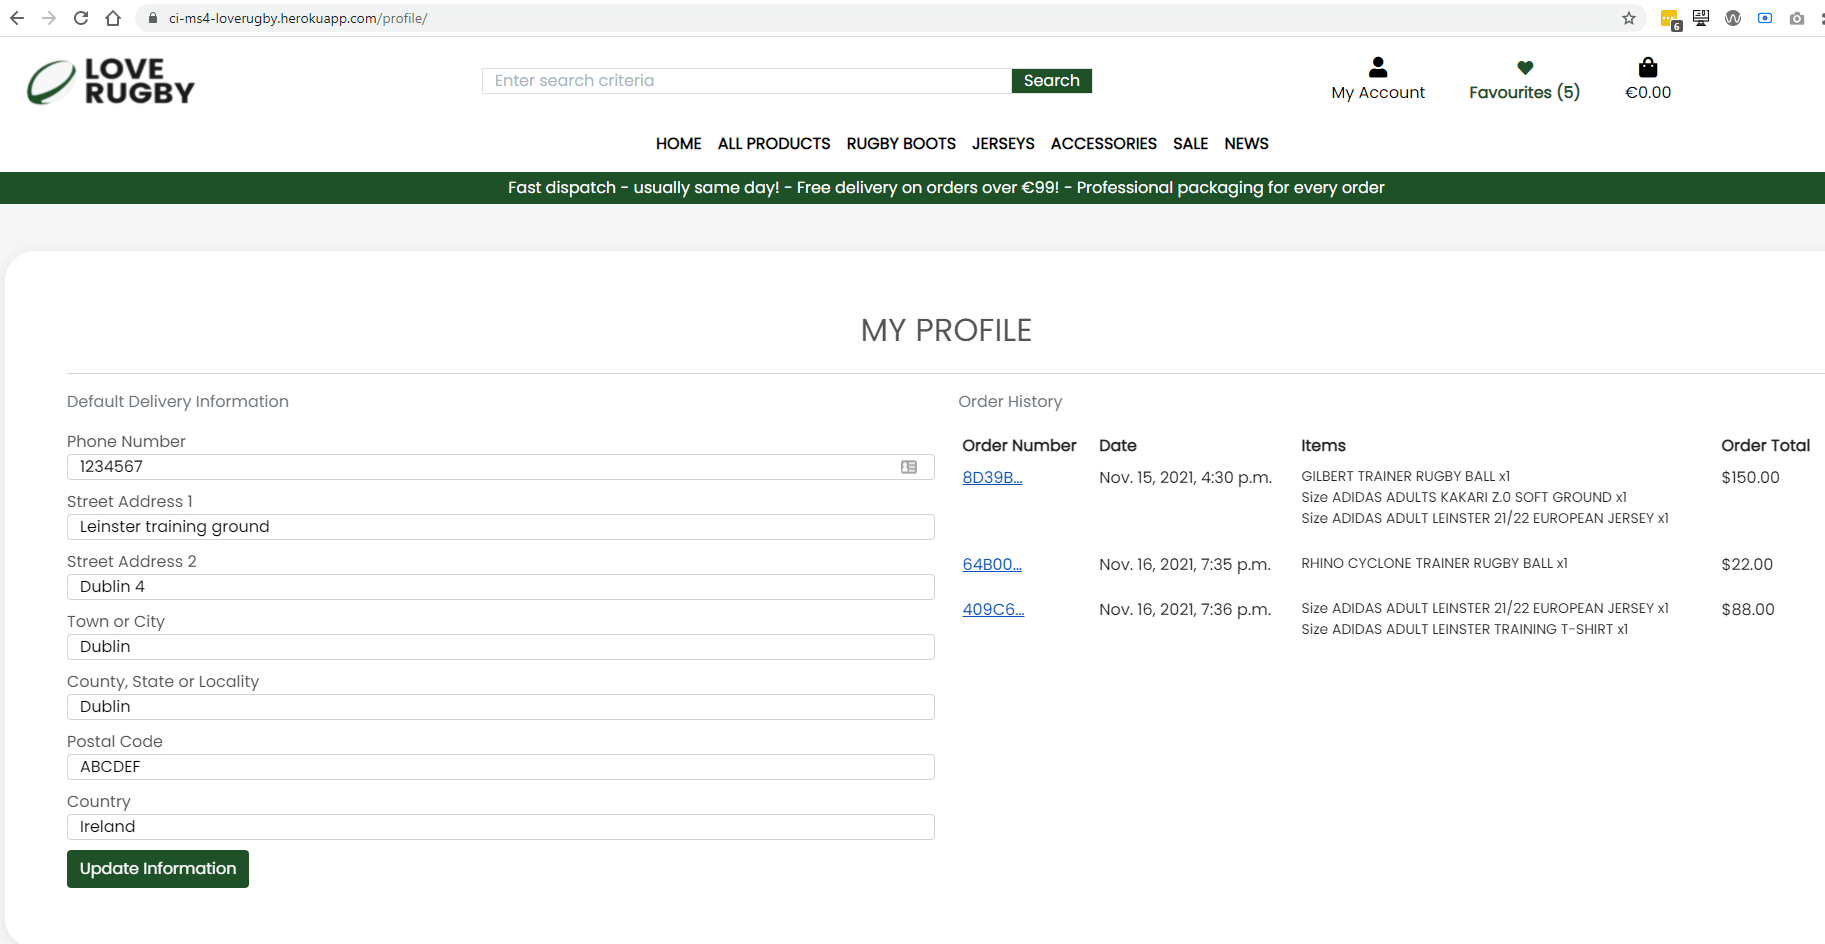 ci-ms4-loverugby.herokuapp.com/profile/
6
LOVE
RUGBY
Enter search criteria
Search
My Account
Favourites (5)
€0.00
HOME ALL PRODUCTS RUGBY BOOTS JERSEYS ACCESSORIES SALE NEWS
Fast dispatch - usually same day! - Free delivery on orders over €99! - Professional packaging for every order
MY PROFILE
Default Delivery Information
Phone Number
1234567
Street Address 1
Leinster training ground
Street Address 2
Dublin 4
Town or City
Dublin
County, State or Locality
Dublin
Postal Code
ABCDEF
Country
Ireland
Update Information
Order History
Order Number Date Items Order Total
8D39B... Nov. 15, 2021, 4:30 p.m. GILBERT TRAINER RUGBY BALL x1 $150.00
Size ADIDAS ADULTS KAKARI Z.0 SOFT GROUND x1
Size ADIDAS ADULT LEINSTER 21/22 EUROPEAN JERSEY x1
64B00... Nov. 16, 2021, 7:35 p.m. RHINO CYCLONE TRAINER RUGBY BALL x1 $22.00
409C6... Nov. 16, 2021, 7:36 p.m. Size ADIDAS ADULT LEINSTER 21/22 EUROPEAN JERSEY x1 $88.00
Size ADIDAS ADULT LEINSTER TRAINING T-SHIRT x1